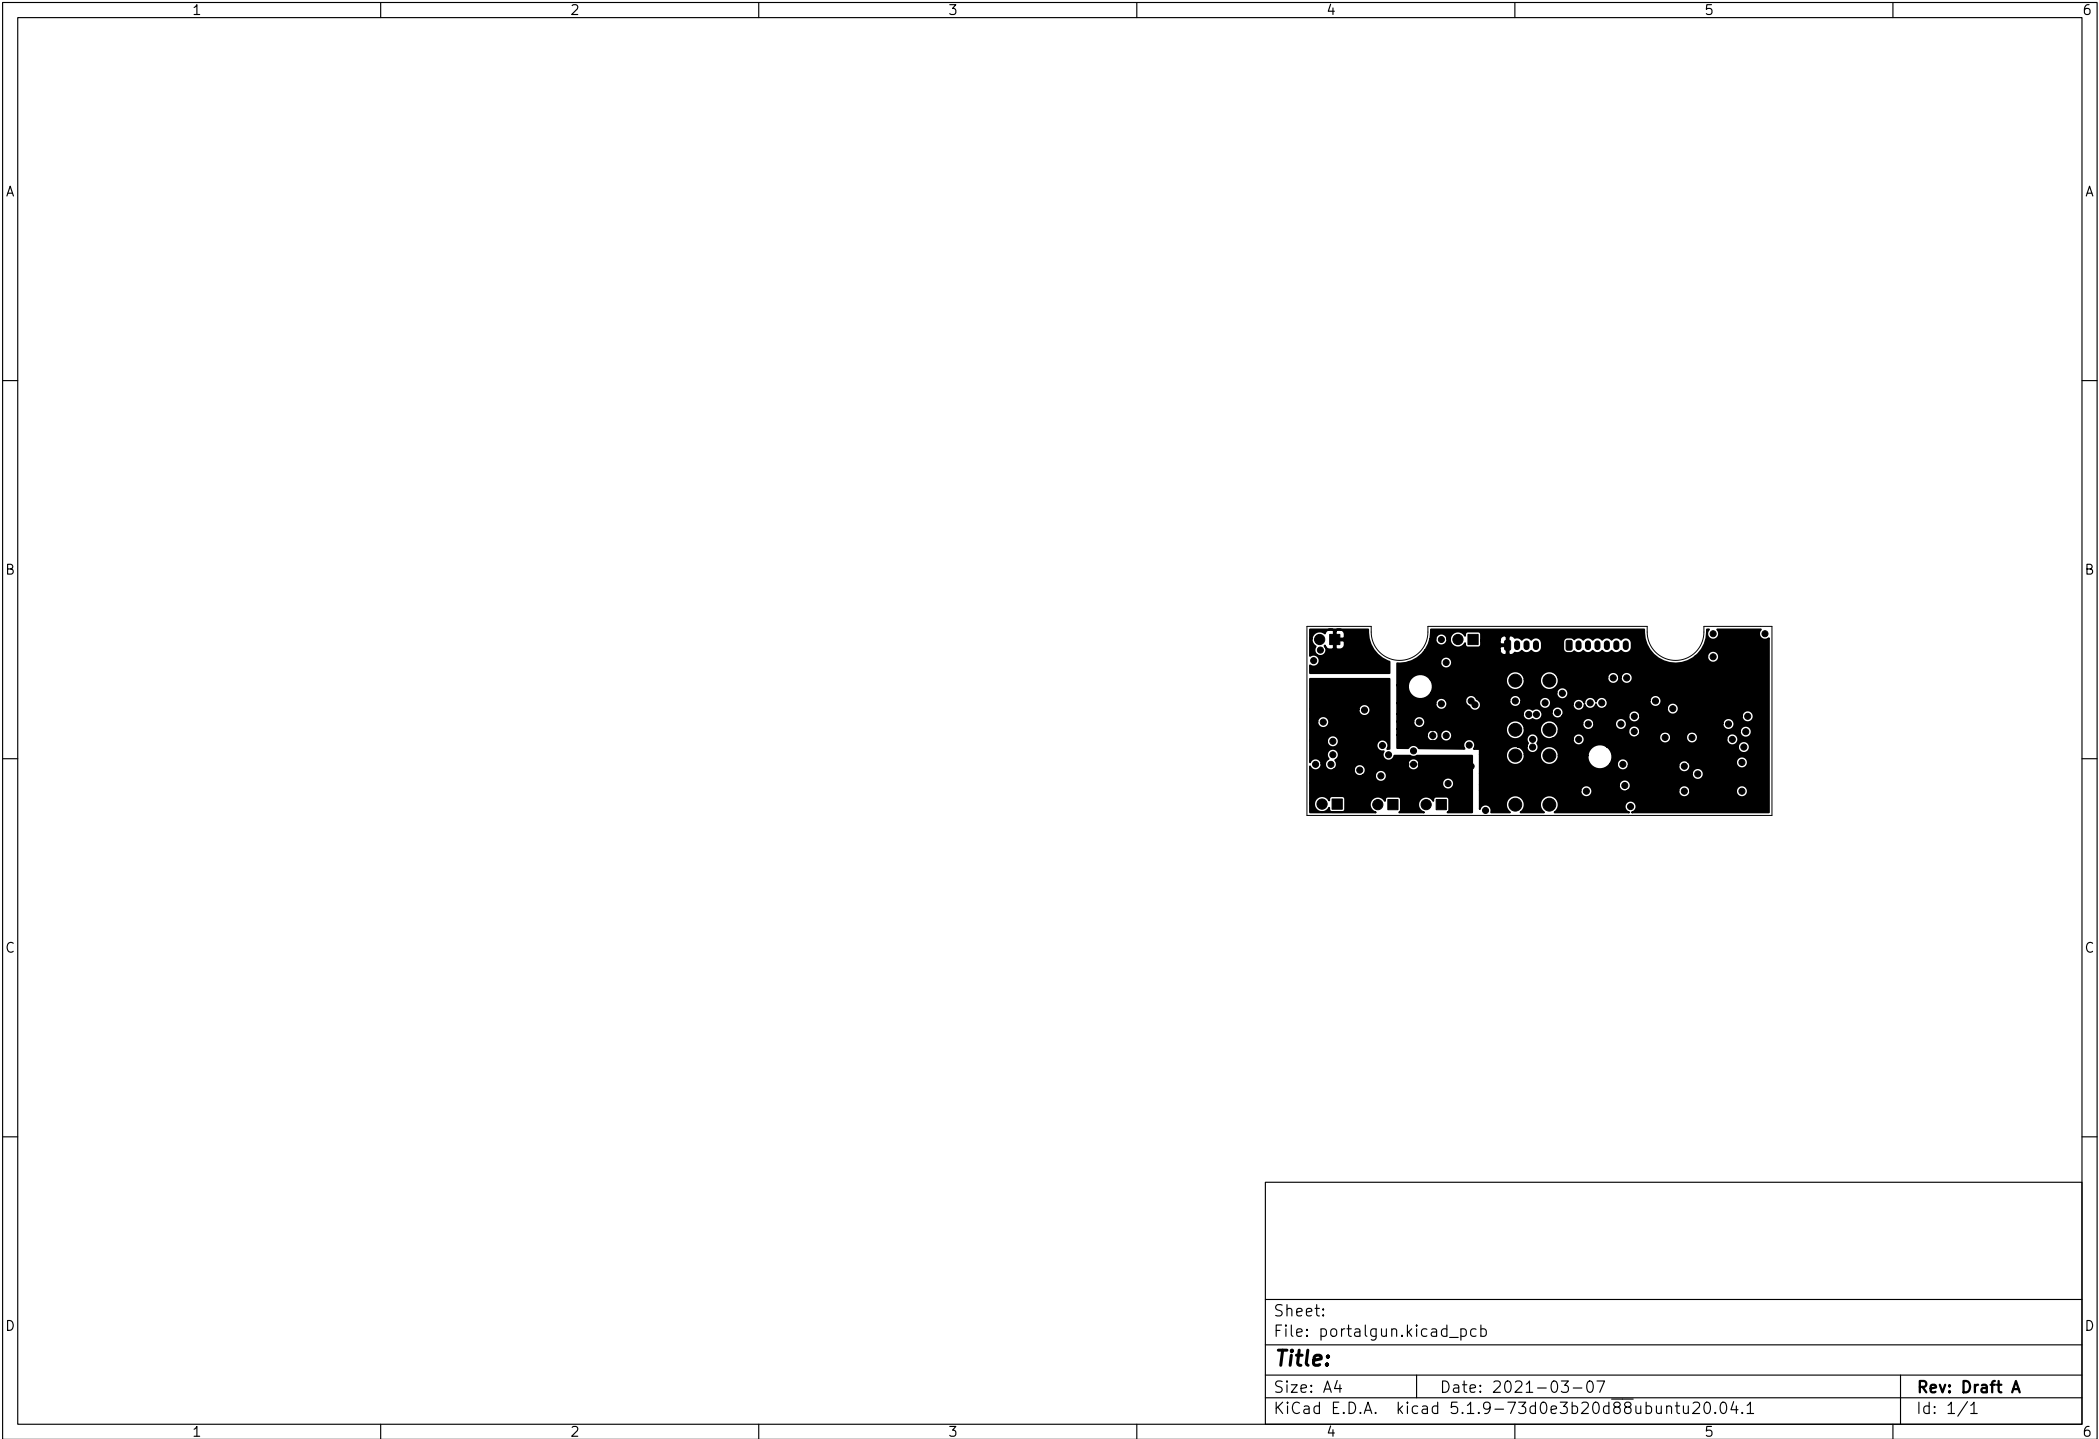 1 2 3 4 5 6
A A
B B
C C
D D
Sheet:
File: portalgun.kicad_pcb
Title:
Size: A4 Date: 2021-03-07 Rev: Draft A
KiCad E.D.A. kicad 5.1.9-73d0e3b20d88ubuntu20.04.1 Id: 1/1
1 2 3 4 5 6